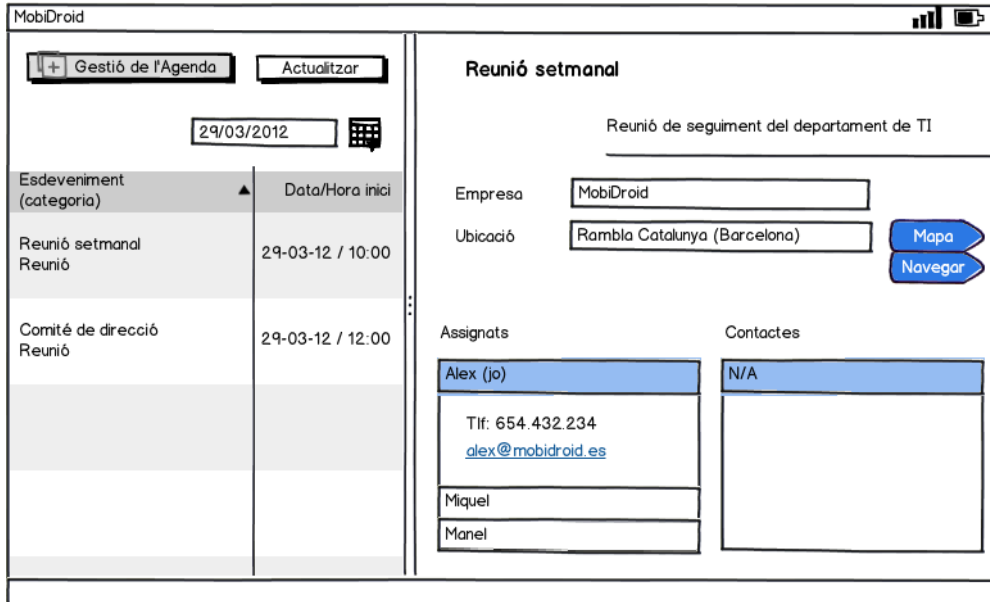 MobiDroid
Gestió de l'Agenda
Actualitzar
29/03/2012
Esdeveniment
(categoria)
Data/Hora inici
Reunió setmanal
Reunió
29-03-12 / 10:00
Comité de direcció
Reunió
29-03-12 / 12:00
Reunió setmanal
Reunió de seguiment del departament de TI
Empresa
MobiDroid
Ubicació
Rambla Catalunya (Barcelona)
Mapa
Navegar
Assignats
Alex (jo)
Tlf: 654.432.234
alex@mobidroid.es
Miquel
Manel
Contactes
N/A